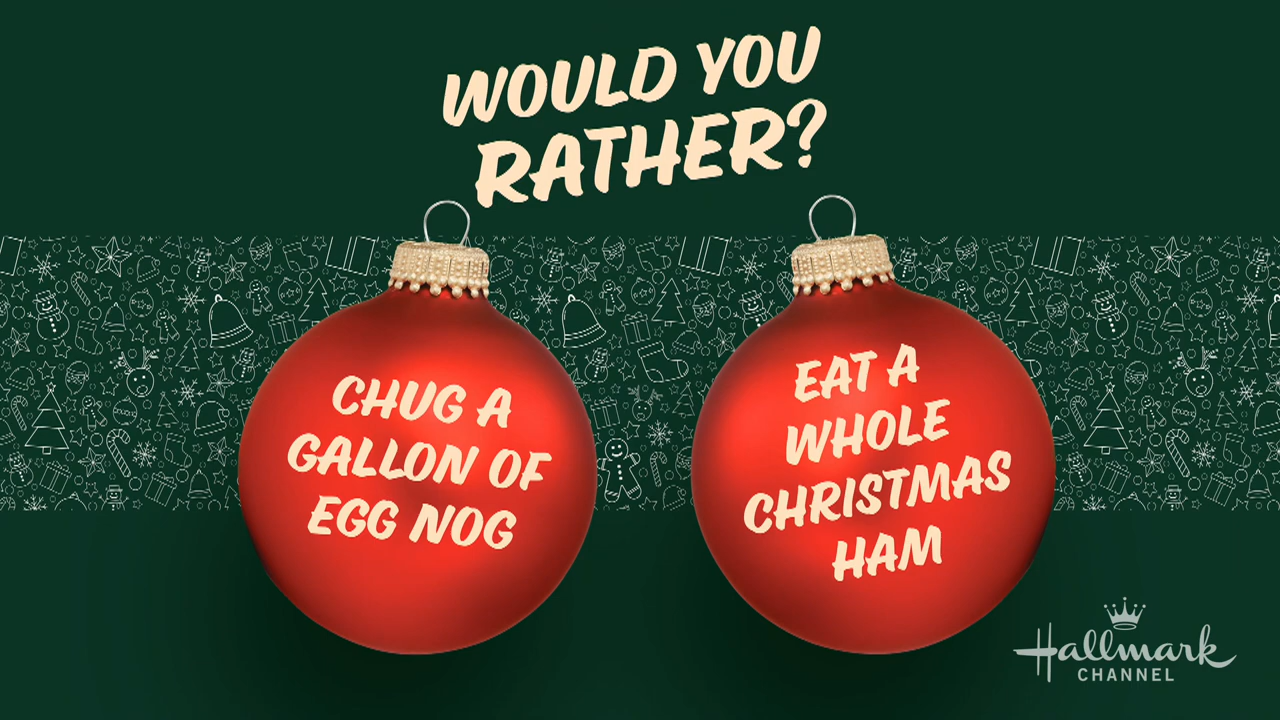 WOULD YOU
RATHER?
CHUG A
GALLON OF
EGG NOG
EAT A
WHOLE
CHRISTMAS
HAM
Hallmark
CHANNEL